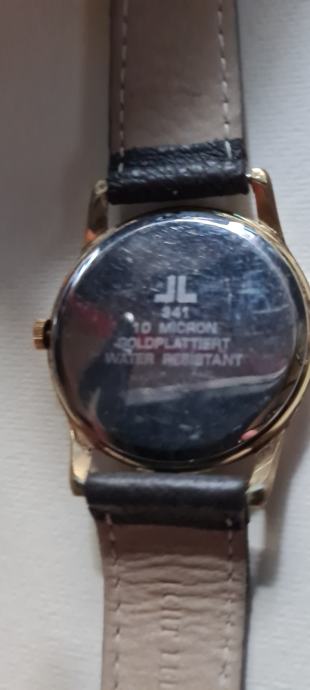 JL
341
10 MICRON
GOLDPLATTIERT
WATER RESISTANT